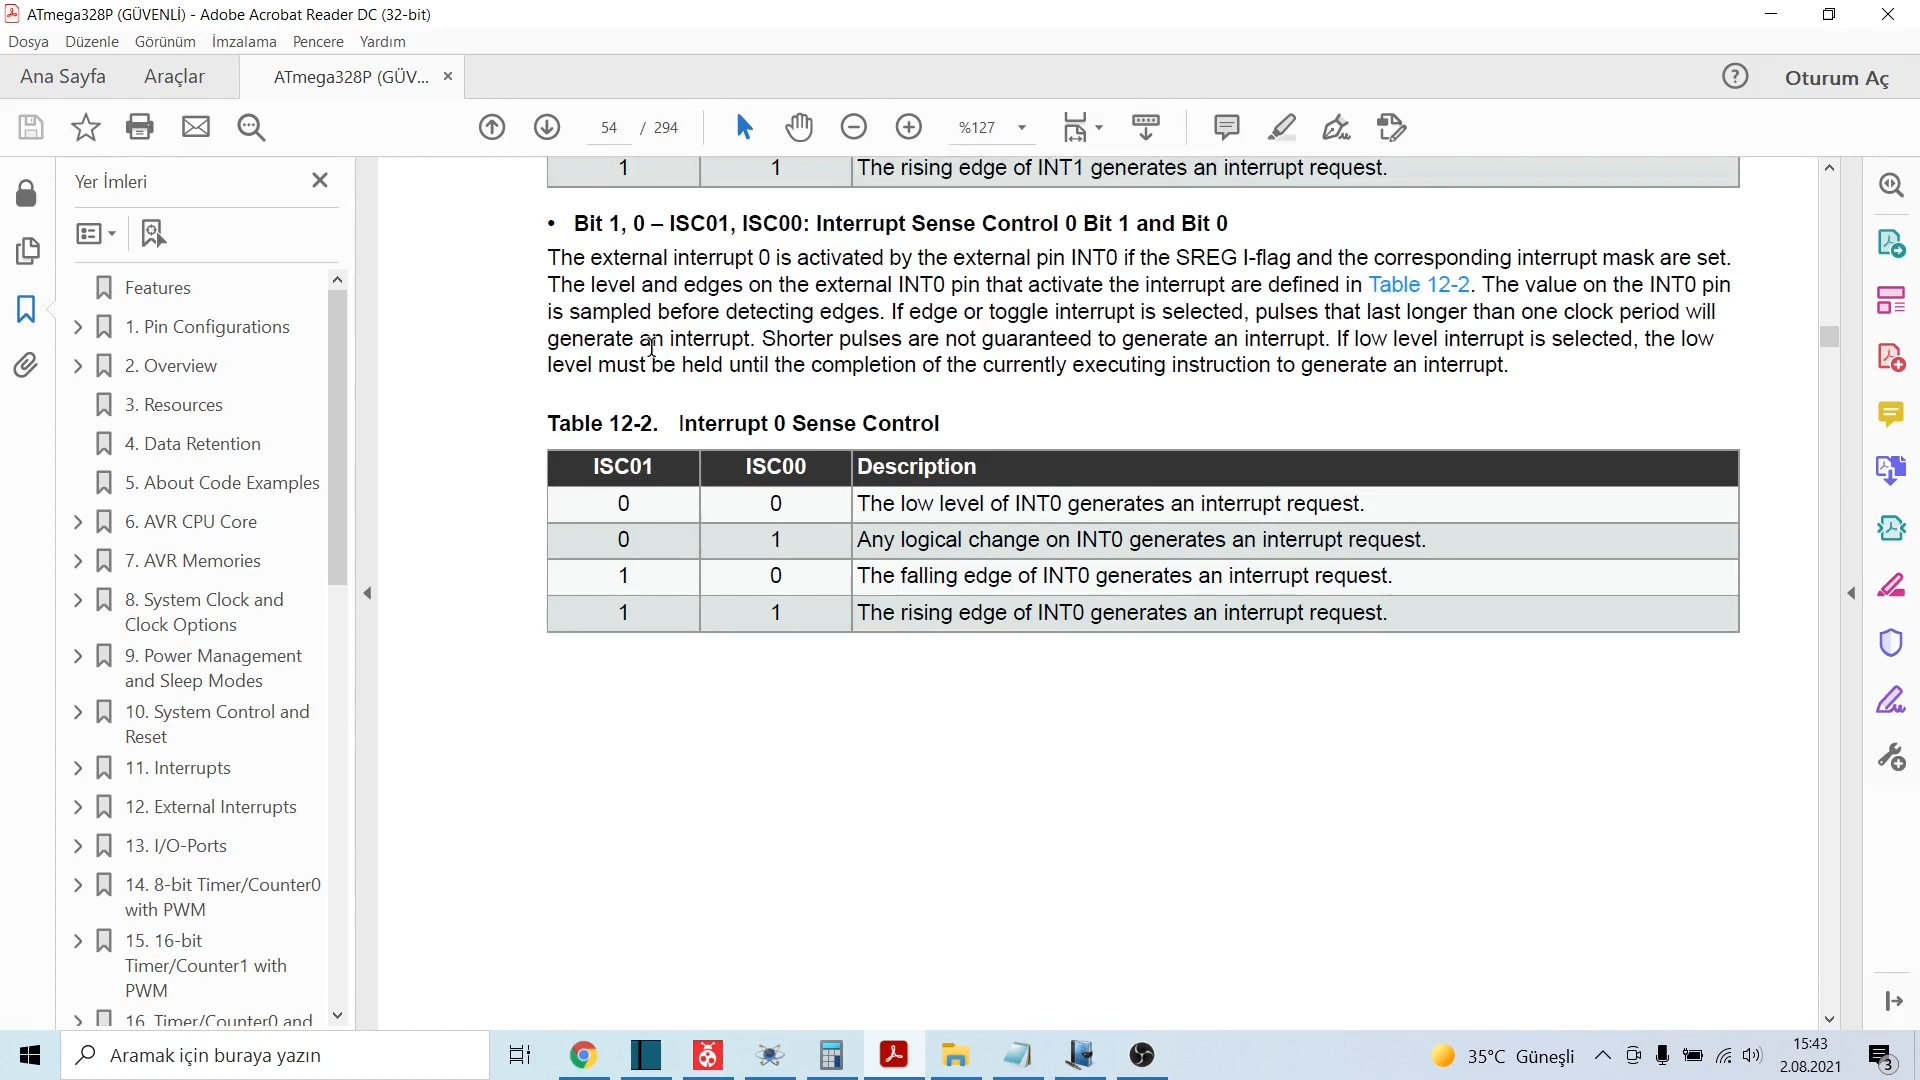 ATmega328P (GÜVENLİ) - Adobe Acrobat Reader DC (32-bit)
Dosya Düzenle Görünüm İmzalama Pencere Yardım
Ana Sayfa Araçlar ATmega328P (GÜV... × Oturum Aç
54 / 294 %127
Yer İmleri
Features
1. Pin Configurations
2. Overview
3. Resources
4. Data Retention
5. About Code Examples
6. AVR CPU Core
7. AVR Memories
8. System Clock and
Clock Options
9. Power Management
and Sleep Modes
10. System Control and
Reset
11. Interrupts
12. External Interrupts
13. I/O-Ports
14. 8-bit Timer/Counter0
with PWM
15. 16-bit
Timer/Counter1 with
PWM
16. Timer/Counter0 and
1 1 The rising edge of INT1 generates an interrupt request.
• Bit 1, 0 – ISC01, ISC00: Interrupt Sense Control 0 Bit 1 and Bit 0
The external interrupt 0 is activated by the external pin INT0 if the SREG I-flag and the corresponding interrupt mask are set.
The level and edges on the external INT0 pin that activate the interrupt are defined in Table 12-2. The value on the INT0 pin
is sampled before detecting edges. If edge or toggle interrupt is selected, pulses that last longer than one clock period will
generate an interrupt. Shorter pulses are not guaranteed to generate an interrupt. If low level interrupt is selected, the low
level must be held until the completion of the currently executing instruction to generate an interrupt.
Table 12-2. Interrupt 0 Sense Control
ISC01 ISC00 Description
0 0 The low level of INT0 generates an interrupt request.
0 1 Any logical change on INT0 generates an interrupt request.
1 0 The falling edge of INT0 generates an interrupt request.
1 1 The rising edge of INT0 generates an interrupt request.
Aramak için buraya yazın
35°C Güneşli
15:43
2.08.2021
3